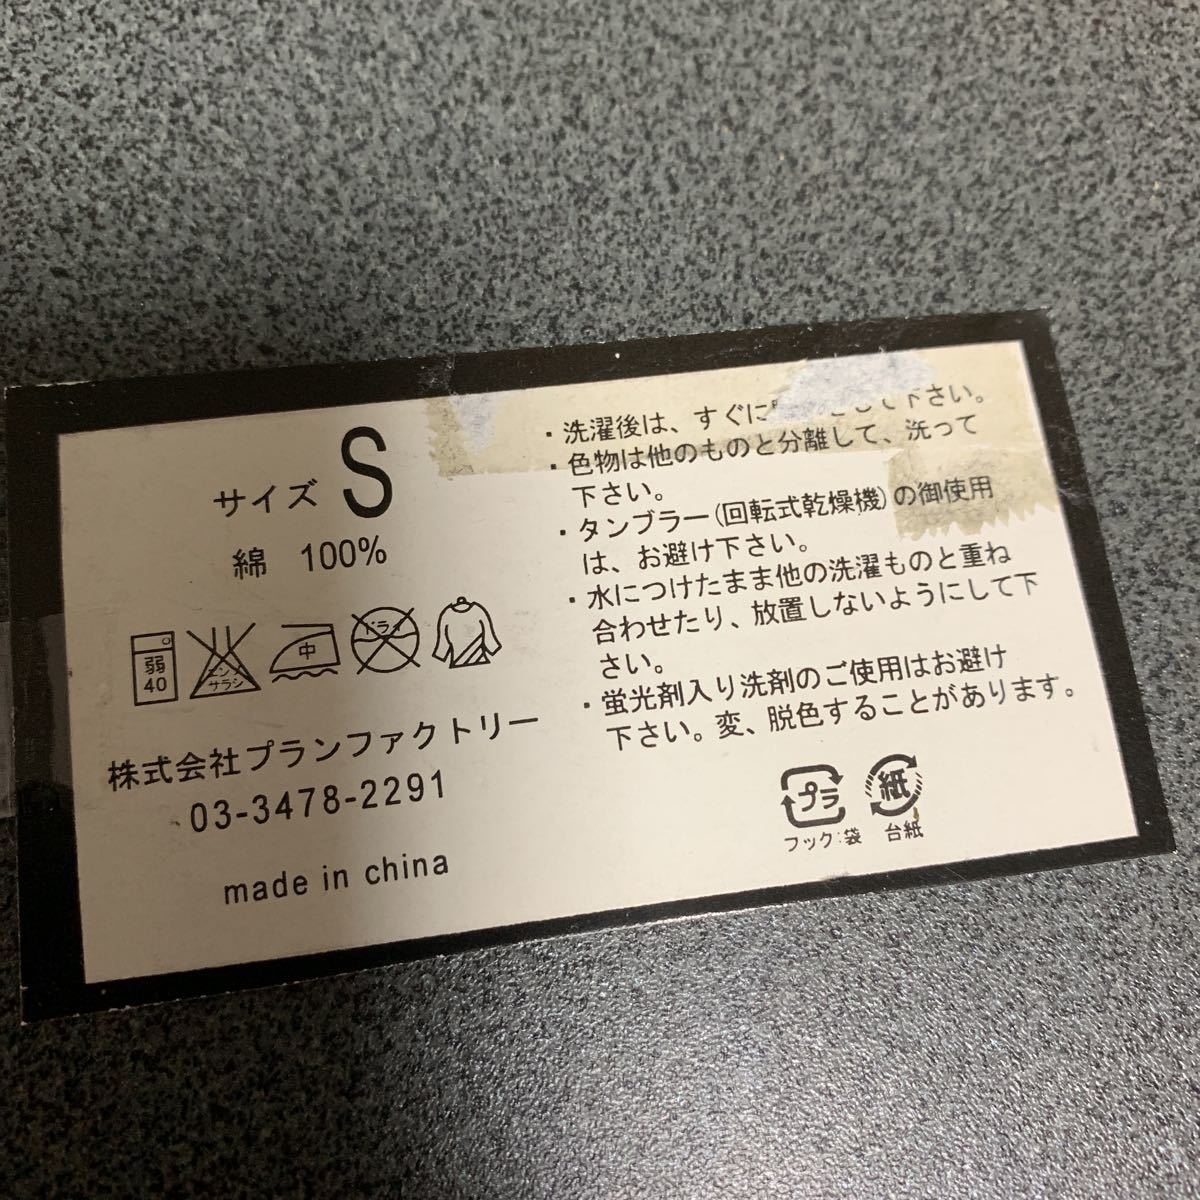 サイズ S
綿 100%
弱
40
エンソ
サラシ
中
ドライ
株式会社プランファクトリー
03-3478-2291
made in china
・洗濯後は、すぐに して下さい。
・色物は他のものと分離して、洗って
下さい。
・タンブラー(回転式乾燥機)の御使用
は、お避け下さい。
・水につけたまま他の洗濯ものと重ね
合わせたり、放置しないようにして下
さい。
・蛍光剤入り洗剤のご使用はお避け
下さい。変、脱色することがあります。
プラ
フック:袋
紙
台紙